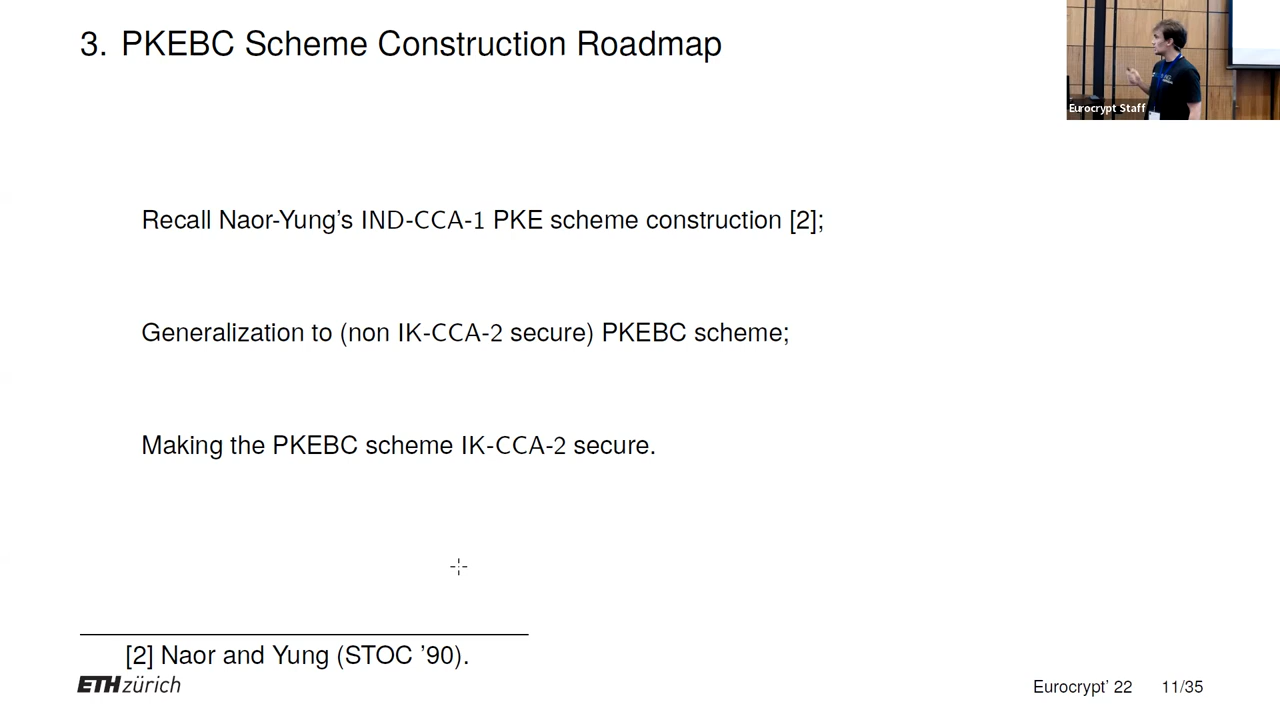 3. PKEBC Scheme Construction Roadmap
Eurocrypt Staff
Recall Naor-Yung's IND-CCA-1 PKE scheme construction [2];
Generalization to (non IK-CCA-2 secure) PKEBC scheme;
Making the PKEBC scheme IK-CCA-2 secure.
[2] Naor and Yung (STOC '90).
ETH zürich
Eurocrypt' 22 11/35